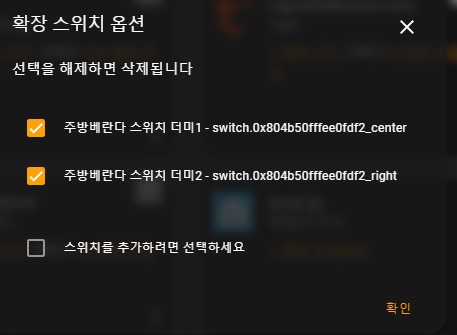 확장 스위치 옵션
선택을 해제하면 삭제됩니다
주방베란다 스위치 더미1 - switch.0x804b50fffee0fdf2_center
주방베란다 스위치 더미2 - switch.0x804b50fffee0fdf2_right
스위치를 추가하려면 선택하세요
확인